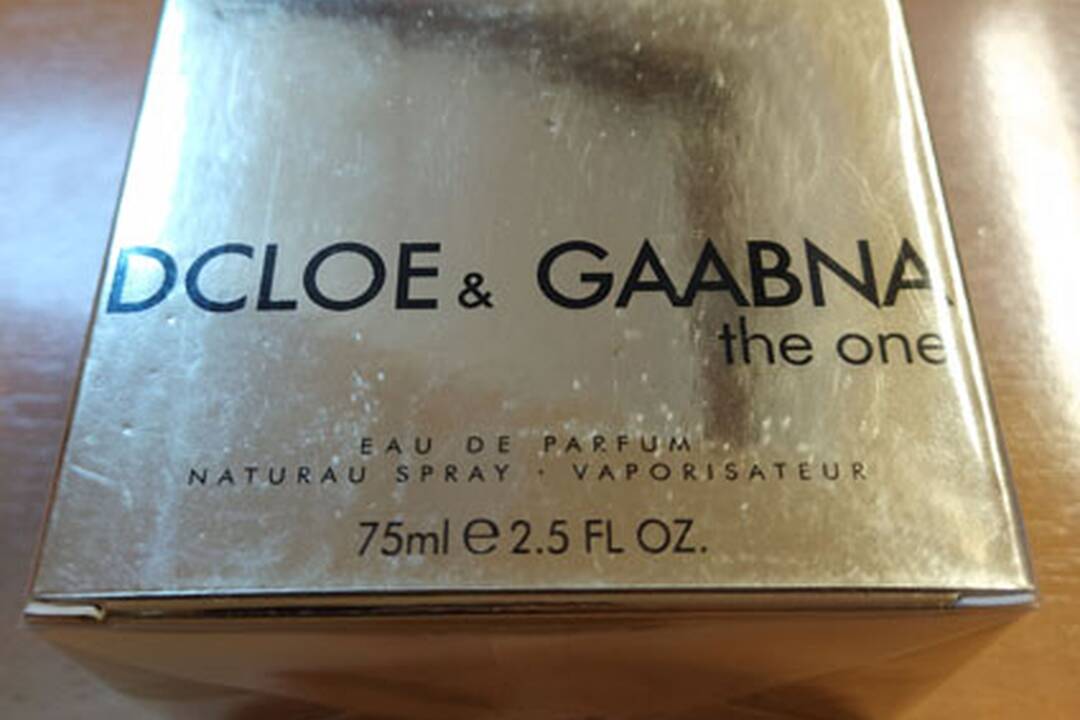 DCLOE & GAABNA
the one
EAU DE PARFUM
NATURAU SPRAY · VAPORISATEUR
75ml e 2.5 FL OZ.